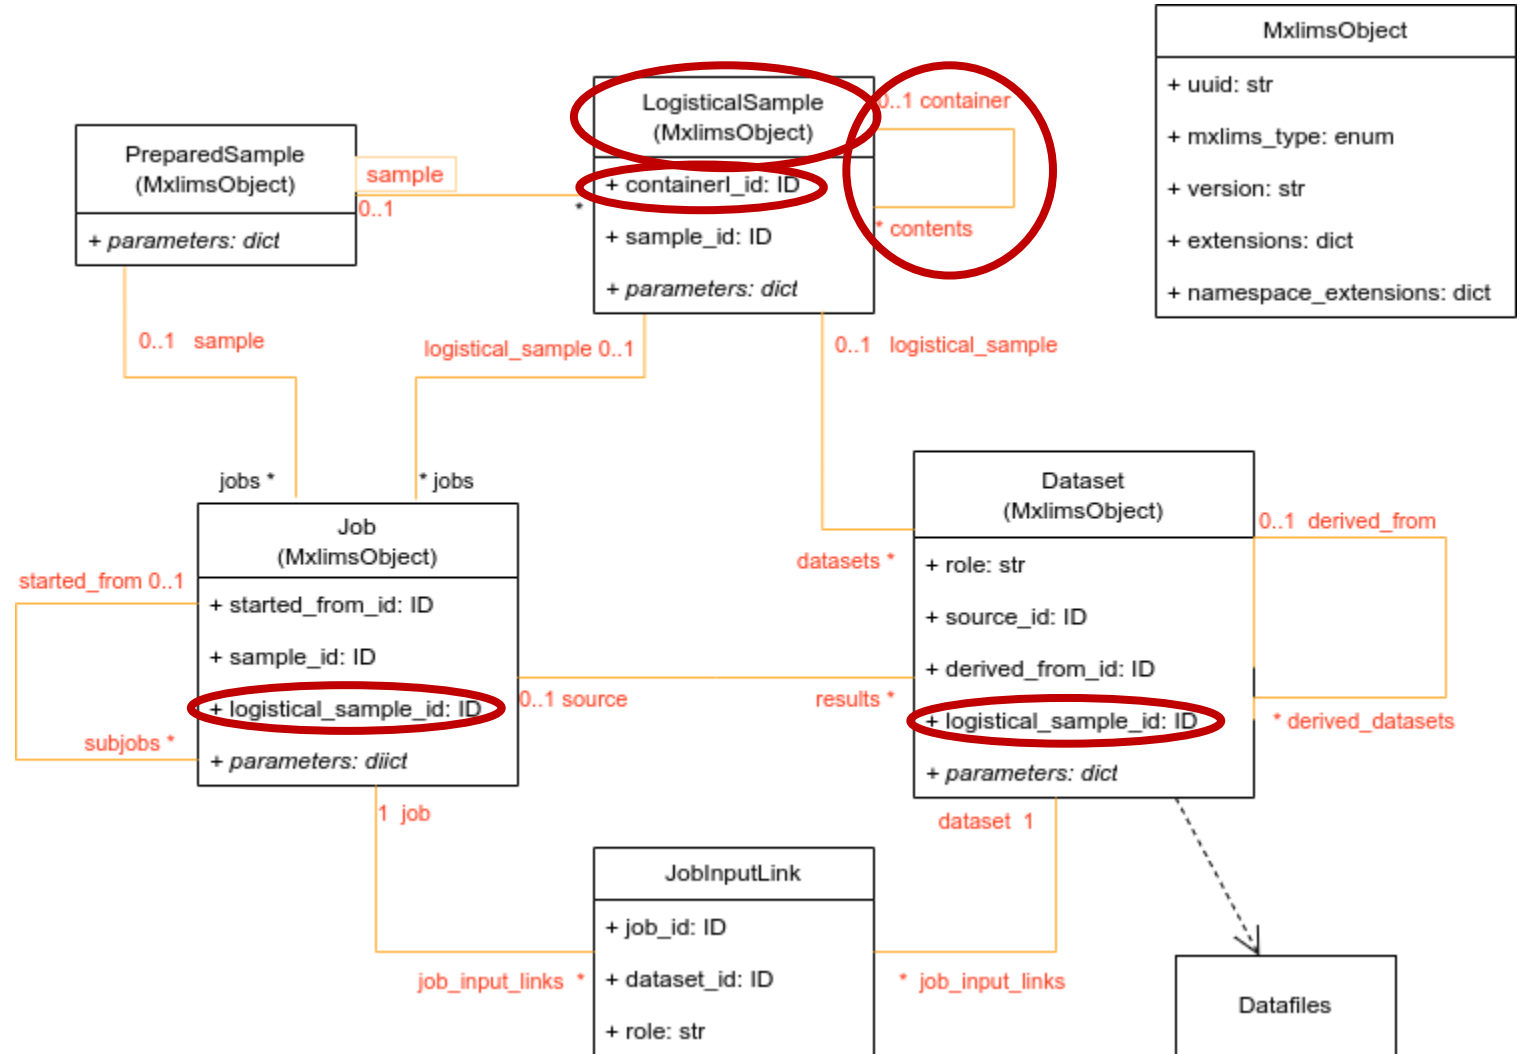 MxlimsObject
+ uuid: str
+ mxlims_type: enum
+ version: str
+ extensions: dict
+ namespace_extensions: dict
LogisticalSample
(MxlimsObject)
+ containerl_id: ID
+ sample_id: ID
+ parameters: dict
0..1 container
* contents
PreparedSample
(MxlimsObject)
+ parameters: dict
sample
0..1
*
0..1 sample
logistical_sample 0..1
0..1 logistical_sample
jobs *
* jobs
Job
(MxlimsObject)
+ started_from_id: ID
+ sample_id: ID
+ logistical_sample_id: ID
+ parameters: diict
started_from 0..1
subjobs *
0..1 source
results *
datasets *
Dataset
(MxlimsObject)
+ role: str
+ source_id: ID
+ derived_from_id: ID
+ logistical_sample_id: ID
+ parameters: dict
0..1 derived_from
* derived_datasets
1 job
dataset 1
JobInputLink
+ job_id: ID
+ dataset_id: ID
+ role: str
job_input_links *
* job_input_links
Datafiles